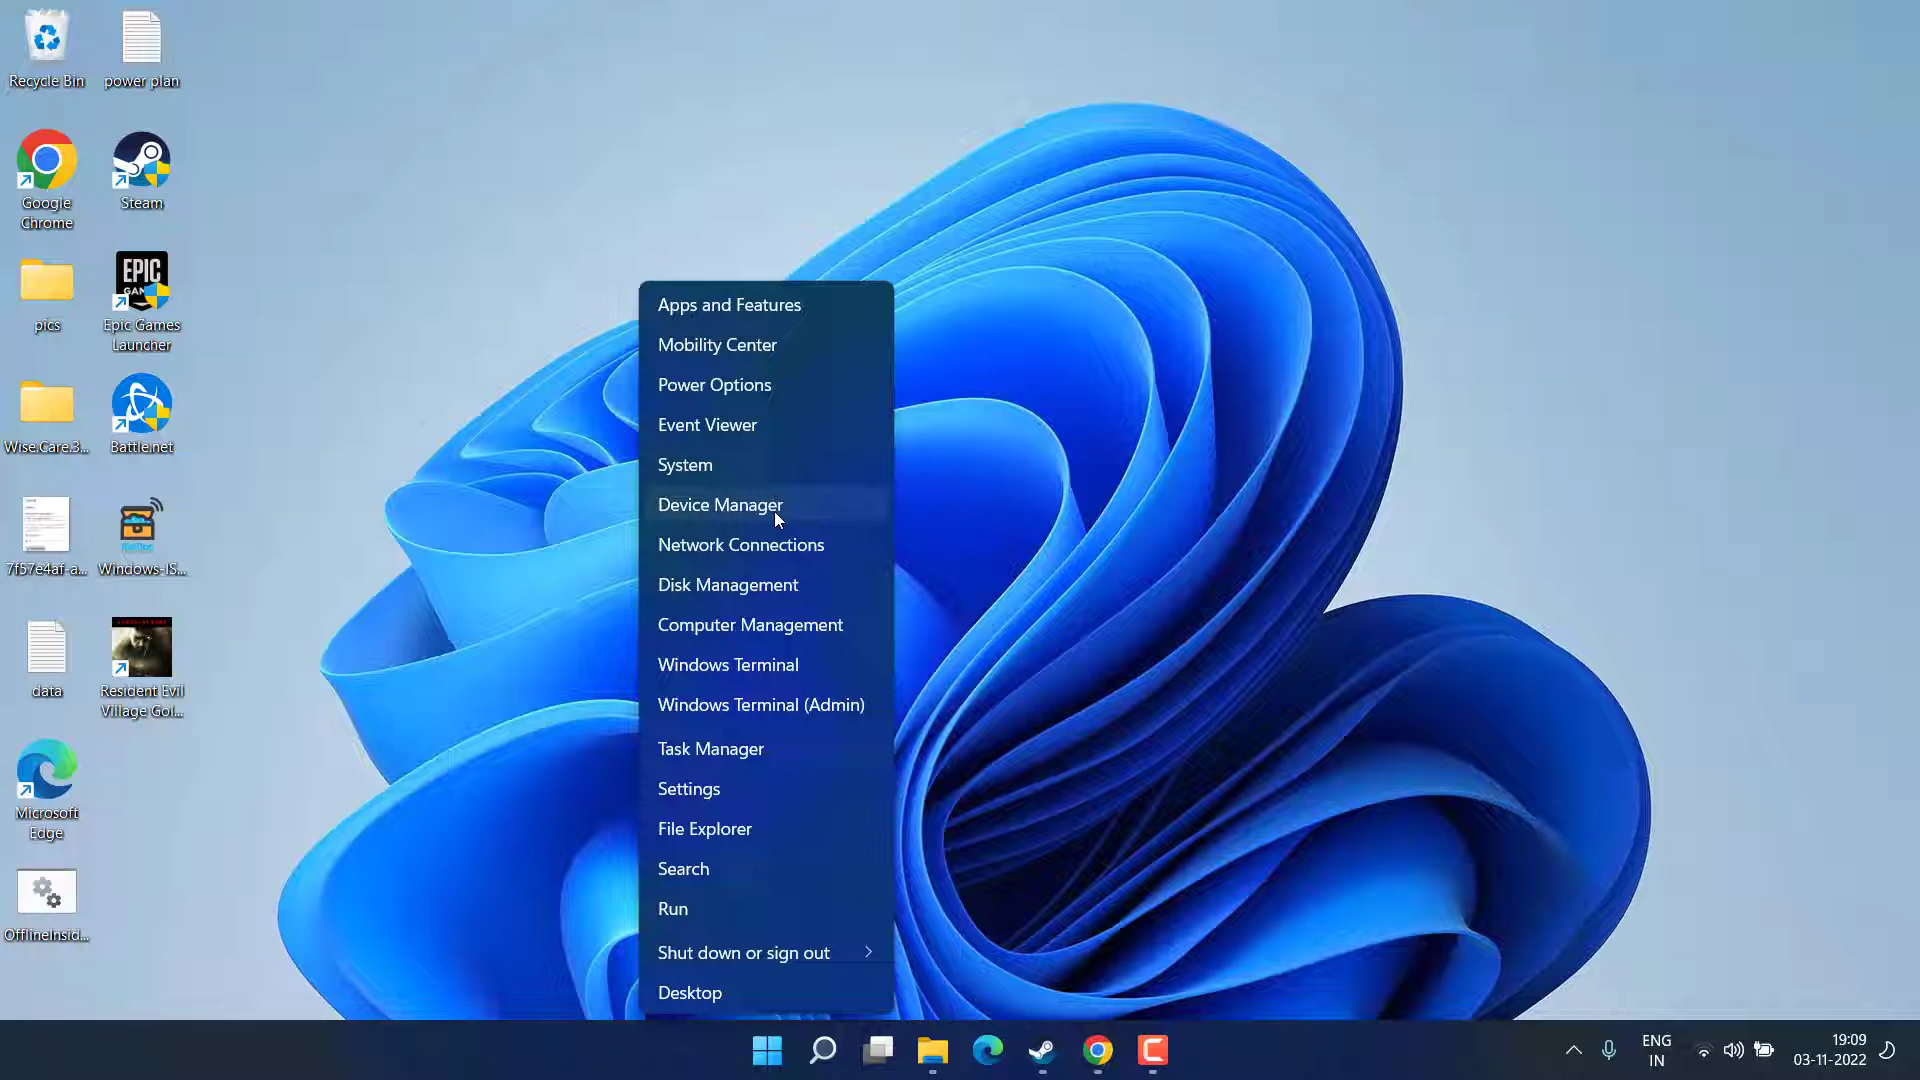 Recycle Bin
power plan
Google
Chrome
Steam
pics
EPIC
Epic Games
Launcher
Wise.Care.3...
Battle.net
7f57e4af-a...
Windows-IS...
data
Resident Evil
Village Gol...
Microsoft
Edge
OfflineInsid...
Apps and Features
Mobility Center
Power Options
Event Viewer
System
Device Manager
Network Connections
Disk Management
Computer Management
Windows Terminal
Windows Terminal (Admin)
Task Manager
Settings
File Explorer
Search
Run
Shut down or sign out
Desktop
ENG
IN
19:09
03-11-2022